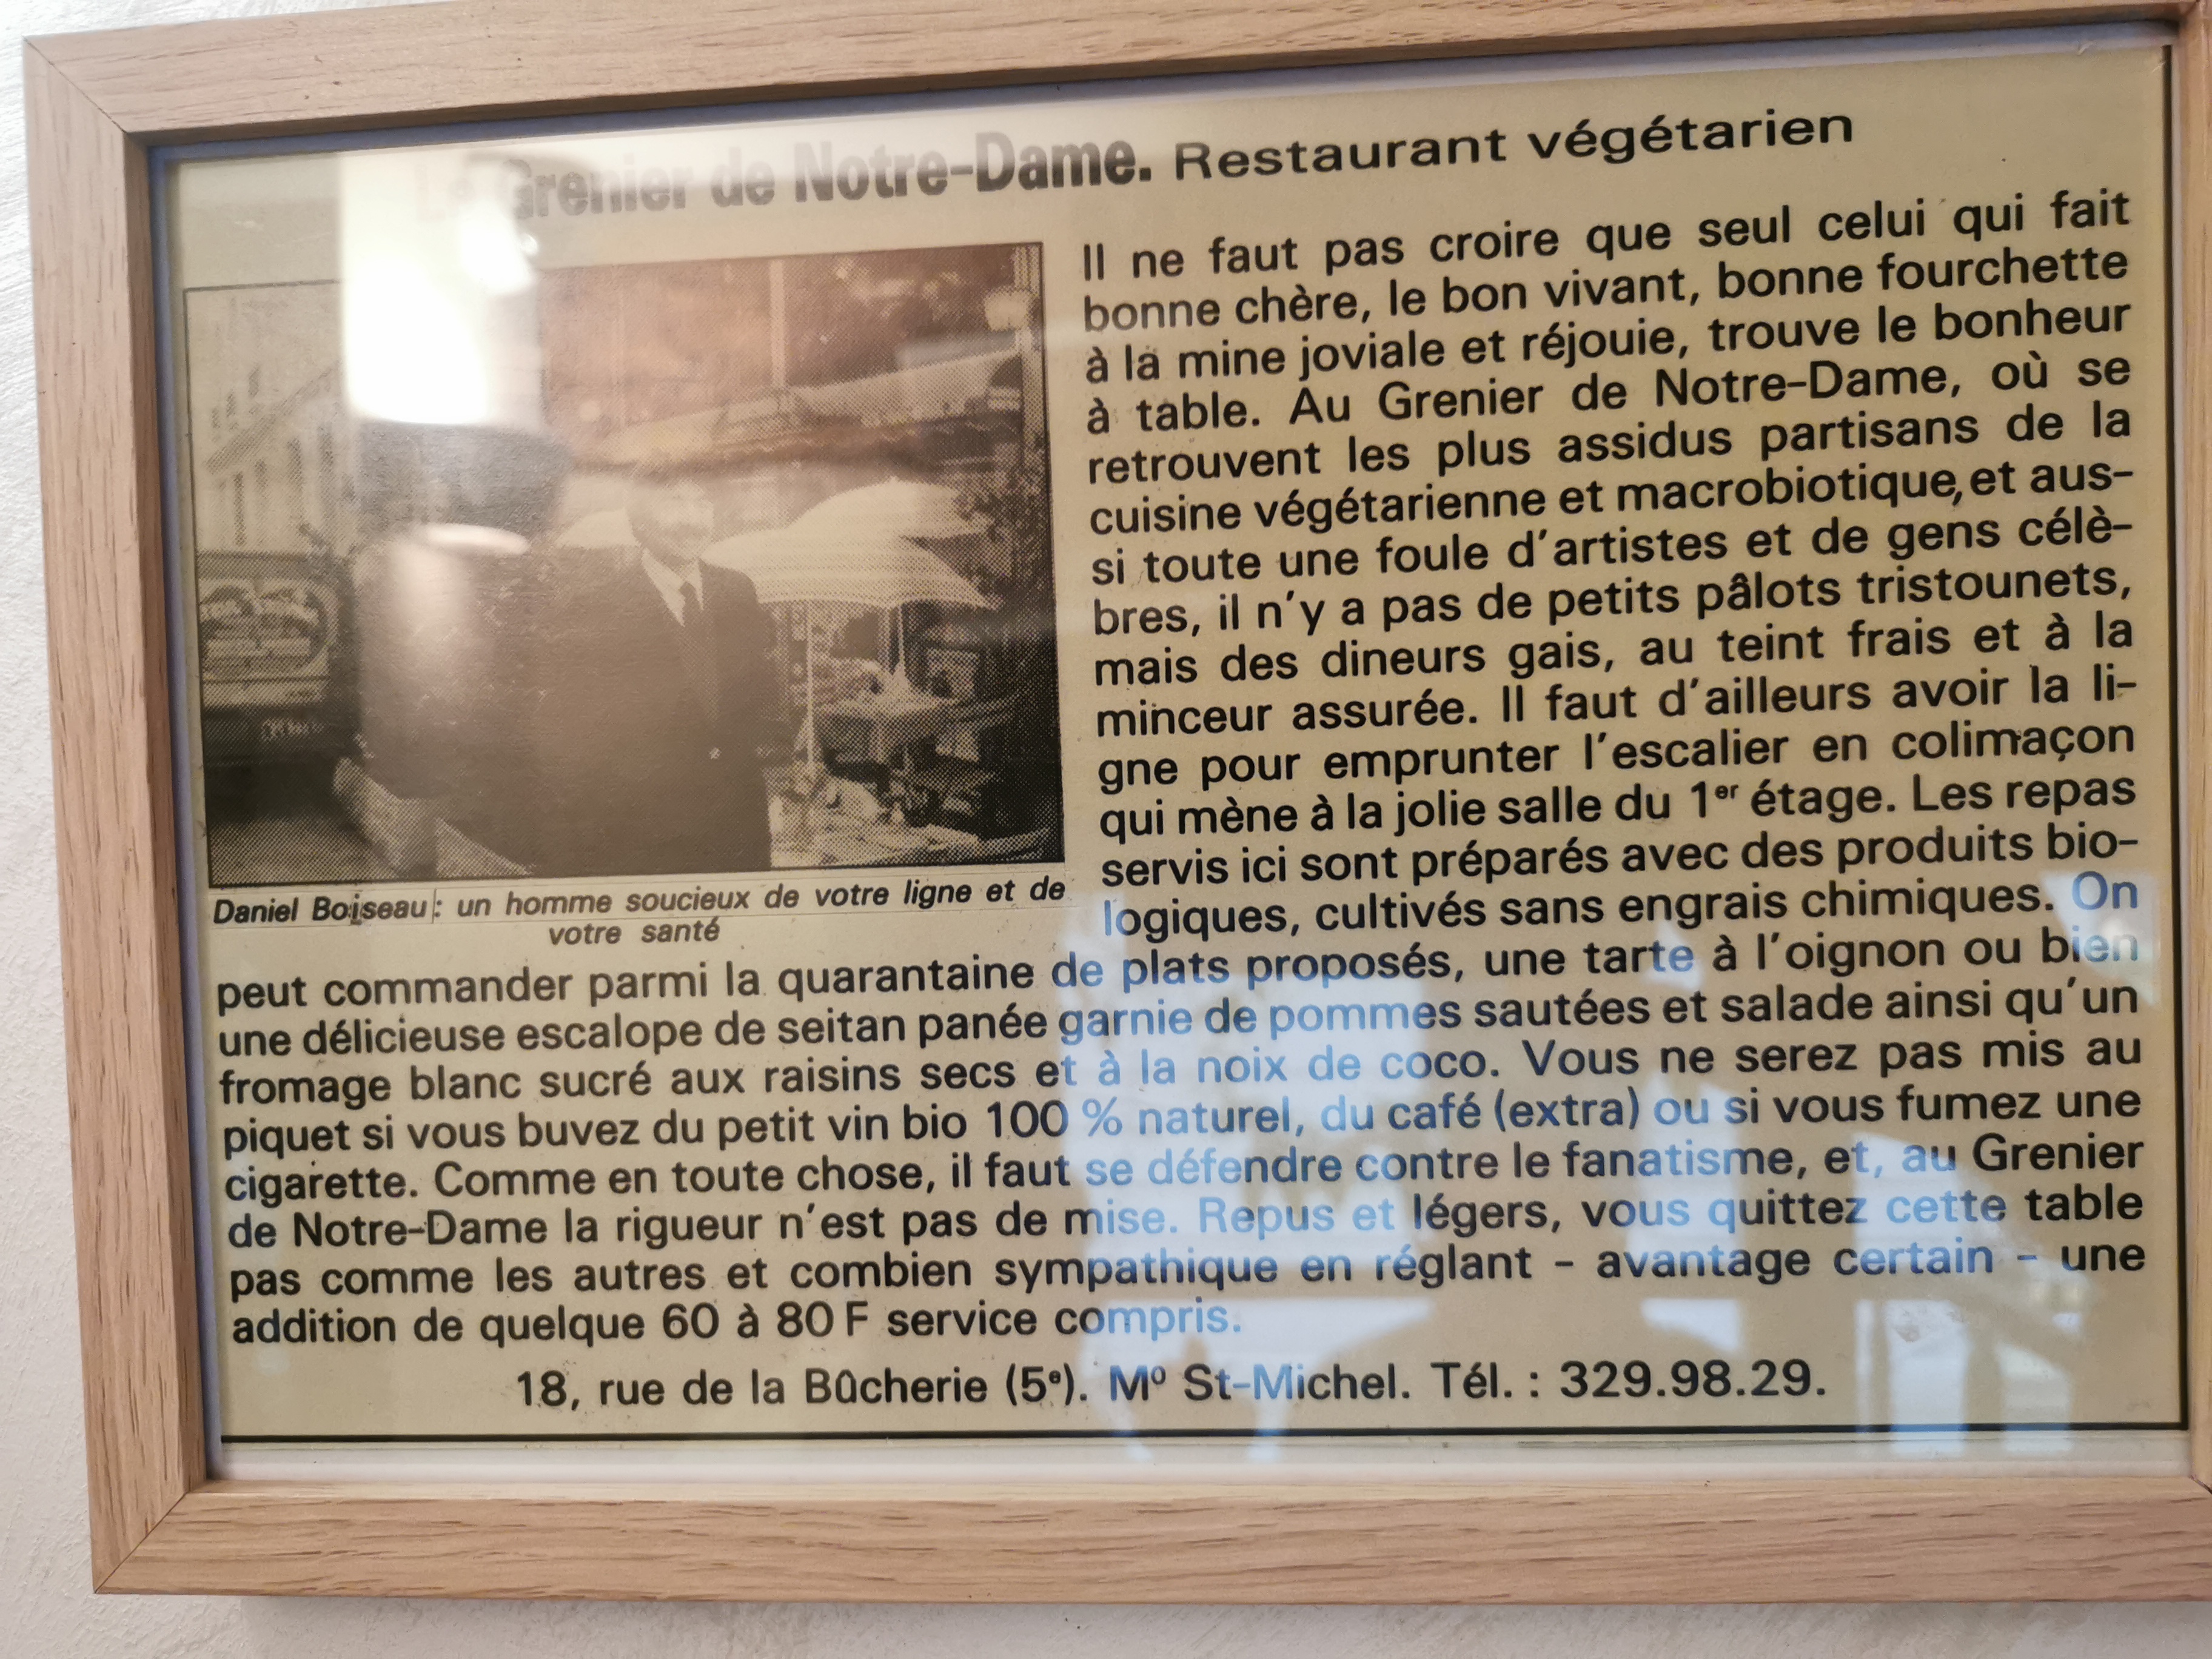 Le Grenier de Notre-Dame. Restaurant végétarien
Il ne faut pas croire que seul celui qui fait
bonne chère, le bon vivant, bonne fourchette
à la mine joviale et réjouie, trouve le bonheur
à table. Au Grenier de Notre-Dame, où se
retrouvent les plus assidus partisans de la
cuisine végétarienne et macrobiotique, et aus-
si toute une foule d'artistes et de gens célè-
bres, il n'y a pas de petits pâlots tristounets,
mais des dineurs gais, au teint frais et à la
minceur assurée. Il faut d'ailleurs avoir la li-
gne pour emprunter l'escalier en colimaçon
qui mène à la jolie salle du 1er étage. Les repas
servis ici sont préparés avec des produits bio-
logiques, cultivés sans engrais chimiques. On
Daniel Boiseau : un homme soucieux de votre ligne et de
votre santé
peut commander parmi la quarantaine de plats proposés, une tarte à l'oignon ou bien
une délicieuse escalope de seitan panée garnie de pommes sautées et salade ainsi qu'un
fromage blanc sucré aux raisins secs et à la noix de coco. Vous ne serez pas mis au
piquet si vous buvez du petit vin bio 100 % naturel, du café (extra) ou si vous fumez une
cigarette. Comme en toute chose, il faut se défendre contre le fanatisme, et, au Grenier
de Notre-Dame la rigueur n'est pas de mise. Repus et légers, vous quittez cette table
pas comme les autres et combien sympathique en réglant - avantage certain - une
addition de quelque 60 à 80 F service compris.
18, rue de la Bûcherie (5e). Mo St-Michel. Tél. : 329.98.29.